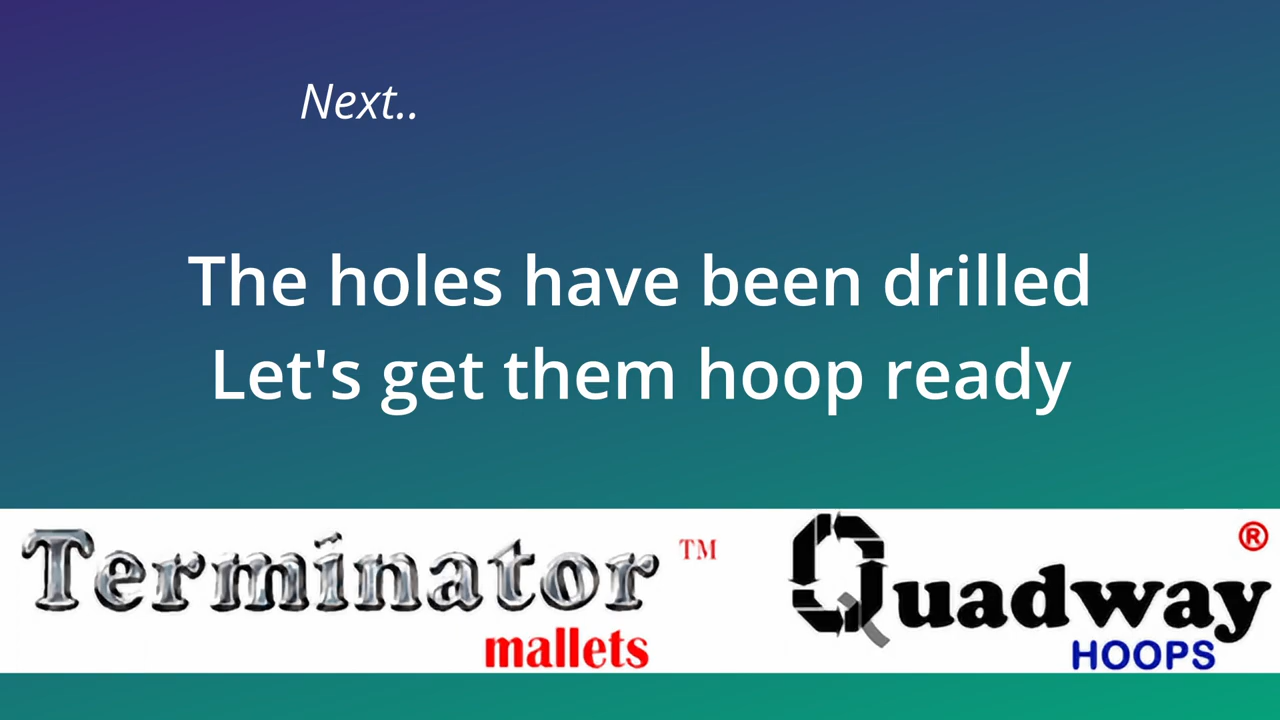 Next..
The holes have been drilled
Let's get them hoop ready
Terminator TM
mallets
Quadway ®
HOOPS